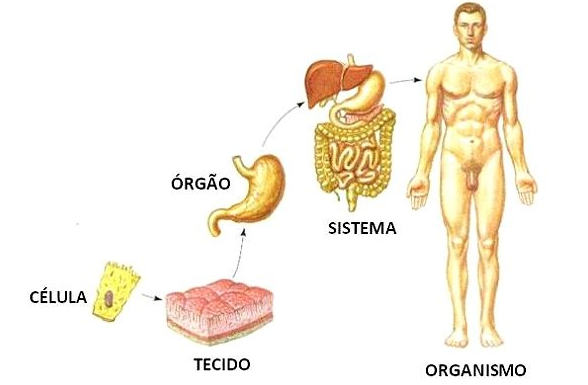 CÉLULA
TECIDO
ÓRGÃO
SISTEMA
ORGANISMO